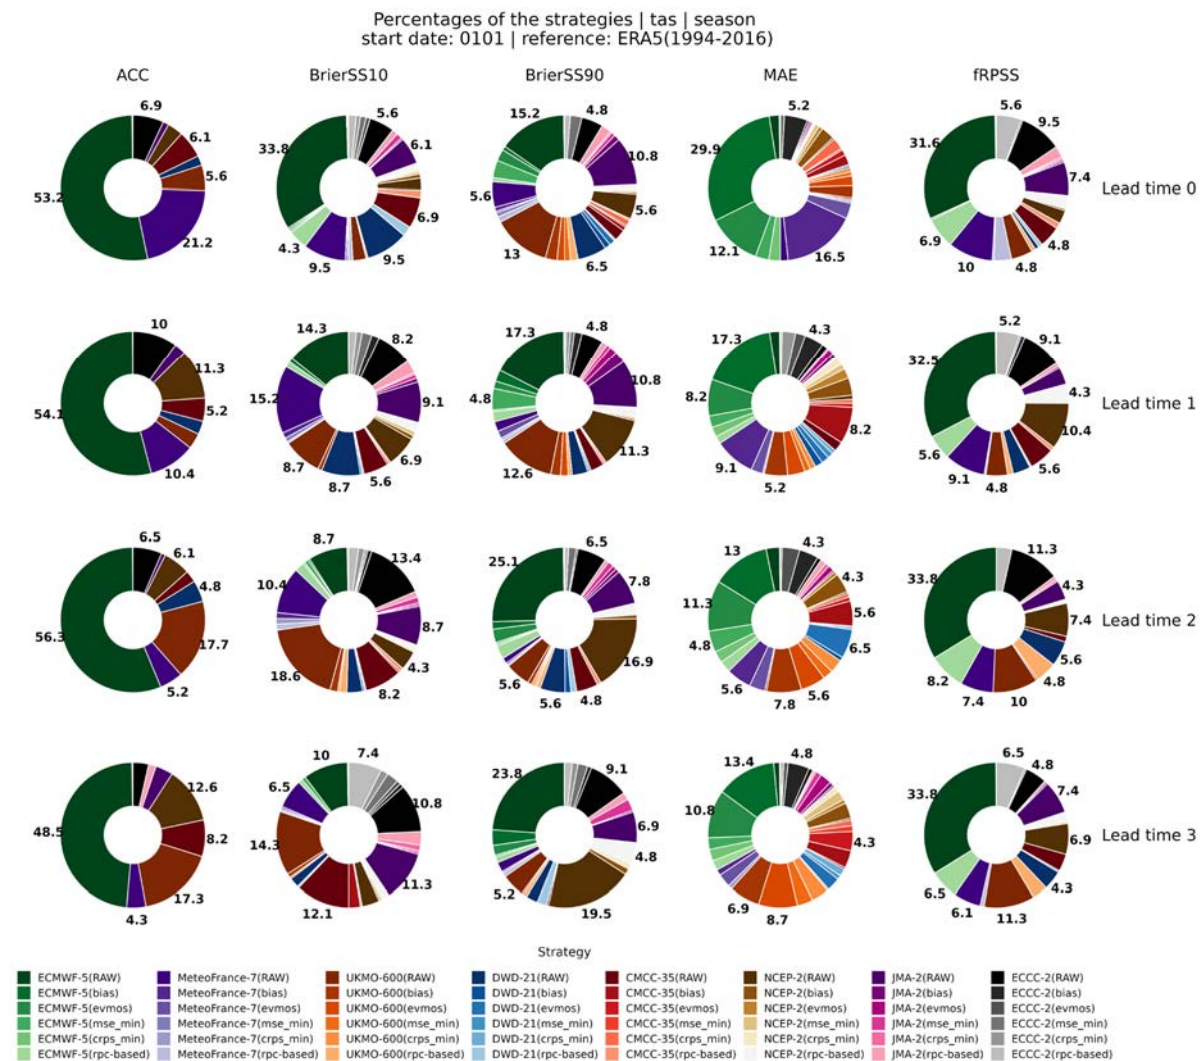 Percentages of the strategies | tas | season
start date: 0101 | reference: ERA5(1994-2016)
ACC BrierSS10 BrierSS90 MAE fRPSS
6.9 6.1 5.6 21.2 53.2
5.6 6.1 6.9 9.5 9.5 4.3 33.8
4.8 10.8 5.6 6.5 13 5.6 15.2
5.2 16.5 12.1 29.9
5.6 9.5 7.4 4.8 4.8 10 6.9 31.6
Lead time 0
10 11.3 5.2 10.4 54.1
8.2 9.1 6.9 5.6 8.7 8.7 15.2 14.3
4.8 10.8 11.3 12.6 4.8 17.3
4.3 8.2 5.2 9.1 8.2 17.3
5.2 9.1 4.3 10.4 5.6 4.8 9.1 5.6 32.5
Lead time 1
6.5 6.1 4.8 17.7 5.2 56.3
13.4 8.7 4.3 8.2 18.6 10.4 8.7
6.5 7.8 16.9 4.8 5.6 5.6 25.1
4.3 4.3 5.6 6.5 5.6 7.8 5.6 4.8 11.3 13
11.3 4.3 7.4 5.6 4.8 10 7.4 8.2 33.8
Lead time 2
12.6 8.2 17.3 4.3 48.5
7.4 10.8 11.3 12.1 14.3 6.5 10
9.1 6.9 4.8 19.5 5.2 23.8
4.8 4.3 8.7 6.9 10.8 13.4
6.5 4.8 7.4 6.9 4.3 11.3 6.1 6.5 33.8
Lead time 3
Strategy
ECMWF-5(RAW) MeteoFrance-7(RAW) UKMO-600(RAW) DWD-21(RAW) CMCC-35(RAW) NCEP-2(RAW) JMA-2(RAW) ECCC-2(RAW)
ECMWF-5(bias) MeteoFrance-7(bias) UKMO-600(bias) DWD-21(bias) CMCC-35(bias) NCEP-2(bias) JMA-2(bias) ECCC-2(bias)
ECMWF-5(evmos) MeteoFrance-7(evmos) UKMO-600(evmos) DWD-21(evmos) CMCC-35(evmos) NCEP-2(evmos) JMA-2(evmos) ECCC-2(evmos)
ECMWF-5(mse_min) MeteoFrance-7(mse_min) UKMO-600(mse_min) DWD-21(mse_min) CMCC-35(mse_min) NCEP-2(mse_min) JMA-2(mse_min) ECCC-2(mse_min)
ECMWF-5(crps_min) MeteoFrance-7(crps_min) UKMO-600(crps_min) DWD-21(crps_min) CMCC-35(crps_min) NCEP-2(crps_min) JMA-2(crps_min) ECCC-2(crps_min)
ECMWF-5(rpc-based) MeteoFrance-7(rpc-based) UKMO-600(rpc-based) DWD-21(rpc-based) CMCC-35(rpc-based) NCEP-2(rpc-based) JMA-2(rpc-based) ECCC-2(rpc-based)